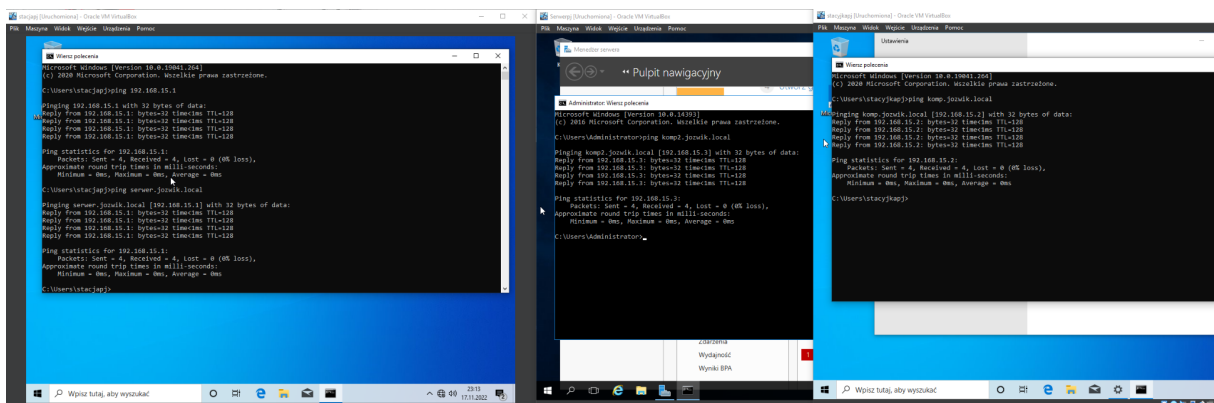 stacjapj [Uruchomiona] - Oracle VM VirtualBox
Plik Maszyna Widok Wejście Urządzenia Pomoc
Wiersz polecenia
Microsoft Windows [Version 10.0.19041.264]
(c) 2020 Microsoft Corporation. Wszelkie prawa zastrzeżone.
C:\Users\stacjapj>ping 192.168.15.1
Pinging 192.168.15.1 with 32 bytes of data:
Reply from 192.168.15.1: bytes=32 time<1ms TTL=128
Reply from 192.168.15.1: bytes=32 time<1ms TTL=128
Reply from 192.168.15.1: bytes=32 time<1ms TTL=128
Reply from 192.168.15.1: bytes=32 time<1ms TTL=128
Ping statistics for 192.168.15.1:
Packets: Sent = 4, Received = 4, Lost = 0 (0% loss),
Approximate round trip times in milli-seconds:
Minimum = 0ms, Maximum = 0ms, Average = 0ms
C:\Users\stacjapj>ping serwer.jozwik.local
Pinging serwer.jozwik.local [192.168.15.1] with 32 bytes of data:
Reply from 192.168.15.1: bytes=32 time<1ms TTL=128
Reply from 192.168.15.1: bytes=32 time<1ms TTL=128
Reply from 192.168.15.1: bytes=32 time<1ms TTL=128
Reply from 192.168.15.1: bytes=32 time<1ms TTL=128
Ping statistics for 192.168.15.1:
Packets: Sent = 4, Received = 4, Lost = 0 (0% loss),
Approximate round trip times in milli-seconds:
Minimum = 0ms, Maximum = 0ms, Average = 0ms
C:\Users\stacjapj>
Wpisz tutaj, aby wyszukać
23:13
17.11.2022
Serwerpj [Uruchomiona] - Oracle VM VirtualBox
Plik Maszyna Widok Wejście Urządzenia Pomoc
Menedżer serwera
Pulpit nawigacyjny
Administrator: Wiersz polecenia
Microsoft Windows [Version 10.0.14393]
(c) 2016 Microsoft Corporation. Wszelkie prawa zastrzeżone.
C:\Users\Administrator>ping komp2.jozwik.local
Pinging komp2.jozwik.local [192.168.15.3] with 32 bytes of data:
Reply from 192.168.15.3: bytes=32 time<1ms TTL=128
Reply from 192.168.15.3: bytes=32 time<1ms TTL=128
Reply from 192.168.15.3: bytes=32 time<1ms TTL=128
Reply from 192.168.15.3: bytes=32 time<1ms TTL=128
Ping statistics for 192.168.15.3:
Packets: Sent = 4, Received = 4, Lost = 0 (0% loss),
Approximate round trip times in milli-seconds:
Minimum = 0ms, Maximum = 0ms, Average = 0ms
C:\Users\Administrator>
Zdarzenia
Wydajność
Wyniki BPA
1
stacyjkapj [Uruchomiona] - Oracle VM VirtualBox
Plik Maszyna Widok Wejście Urządzenia Pomoc
Ustawienia
Wiersz polecenia
Microsoft Windows [Version 10.0.19041.264]
(c) 2020 Microsoft Corporation. Wszelkie prawa zastrzeżone.
C:\Users\stacyjkapj>ping komp.jozwik.local
Pinging komp.jozwik.local [192.168.15.2] with 32 bytes of data:
Reply from 192.168.15.2: bytes=32 time<1ms TTL=128
Reply from 192.168.15.2: bytes=32 time<1ms TTL=128
Reply from 192.168.15.2: bytes=32 time<1ms TTL=128
Reply from 192.168.15.2: bytes=32 time<1ms TTL=128
Ping statistics for 192.168.15.2:
Packets: Sent = 4, Received = 4, Lost = 0 (0% loss),
Approximate round trip times in milli-seconds:
Minimum = 0ms, Maximum = 0ms, Average = 0ms
C:\Users\stacyjkapj>
Wpisz tutaj, aby wyszukać